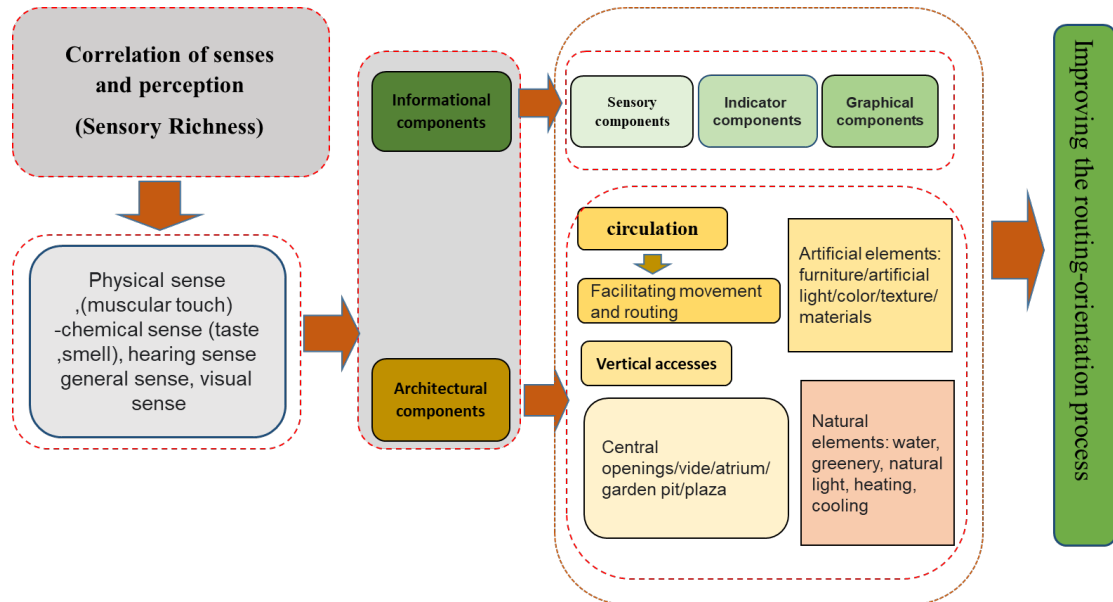 Correlation of senses
and perception
(Sensory Richness)
Physical sense
,(muscular touch)
-chemical sense (taste
,smell), hearing sense
general sense, visual
sense
Informational
components
Architectural
components
Sensory
components
Indicator
components
Graphical
components
circulation
Facilitating movement
and routing
Vertical accesses
Central
openings/vide/atrium/
garden pit/plaza
Artificial elements:
furniture/artificial
light/color/texture/
materials
Natural
elements: water,
greenery, natural
light, heating,
cooling
Improving the routing-orientation process